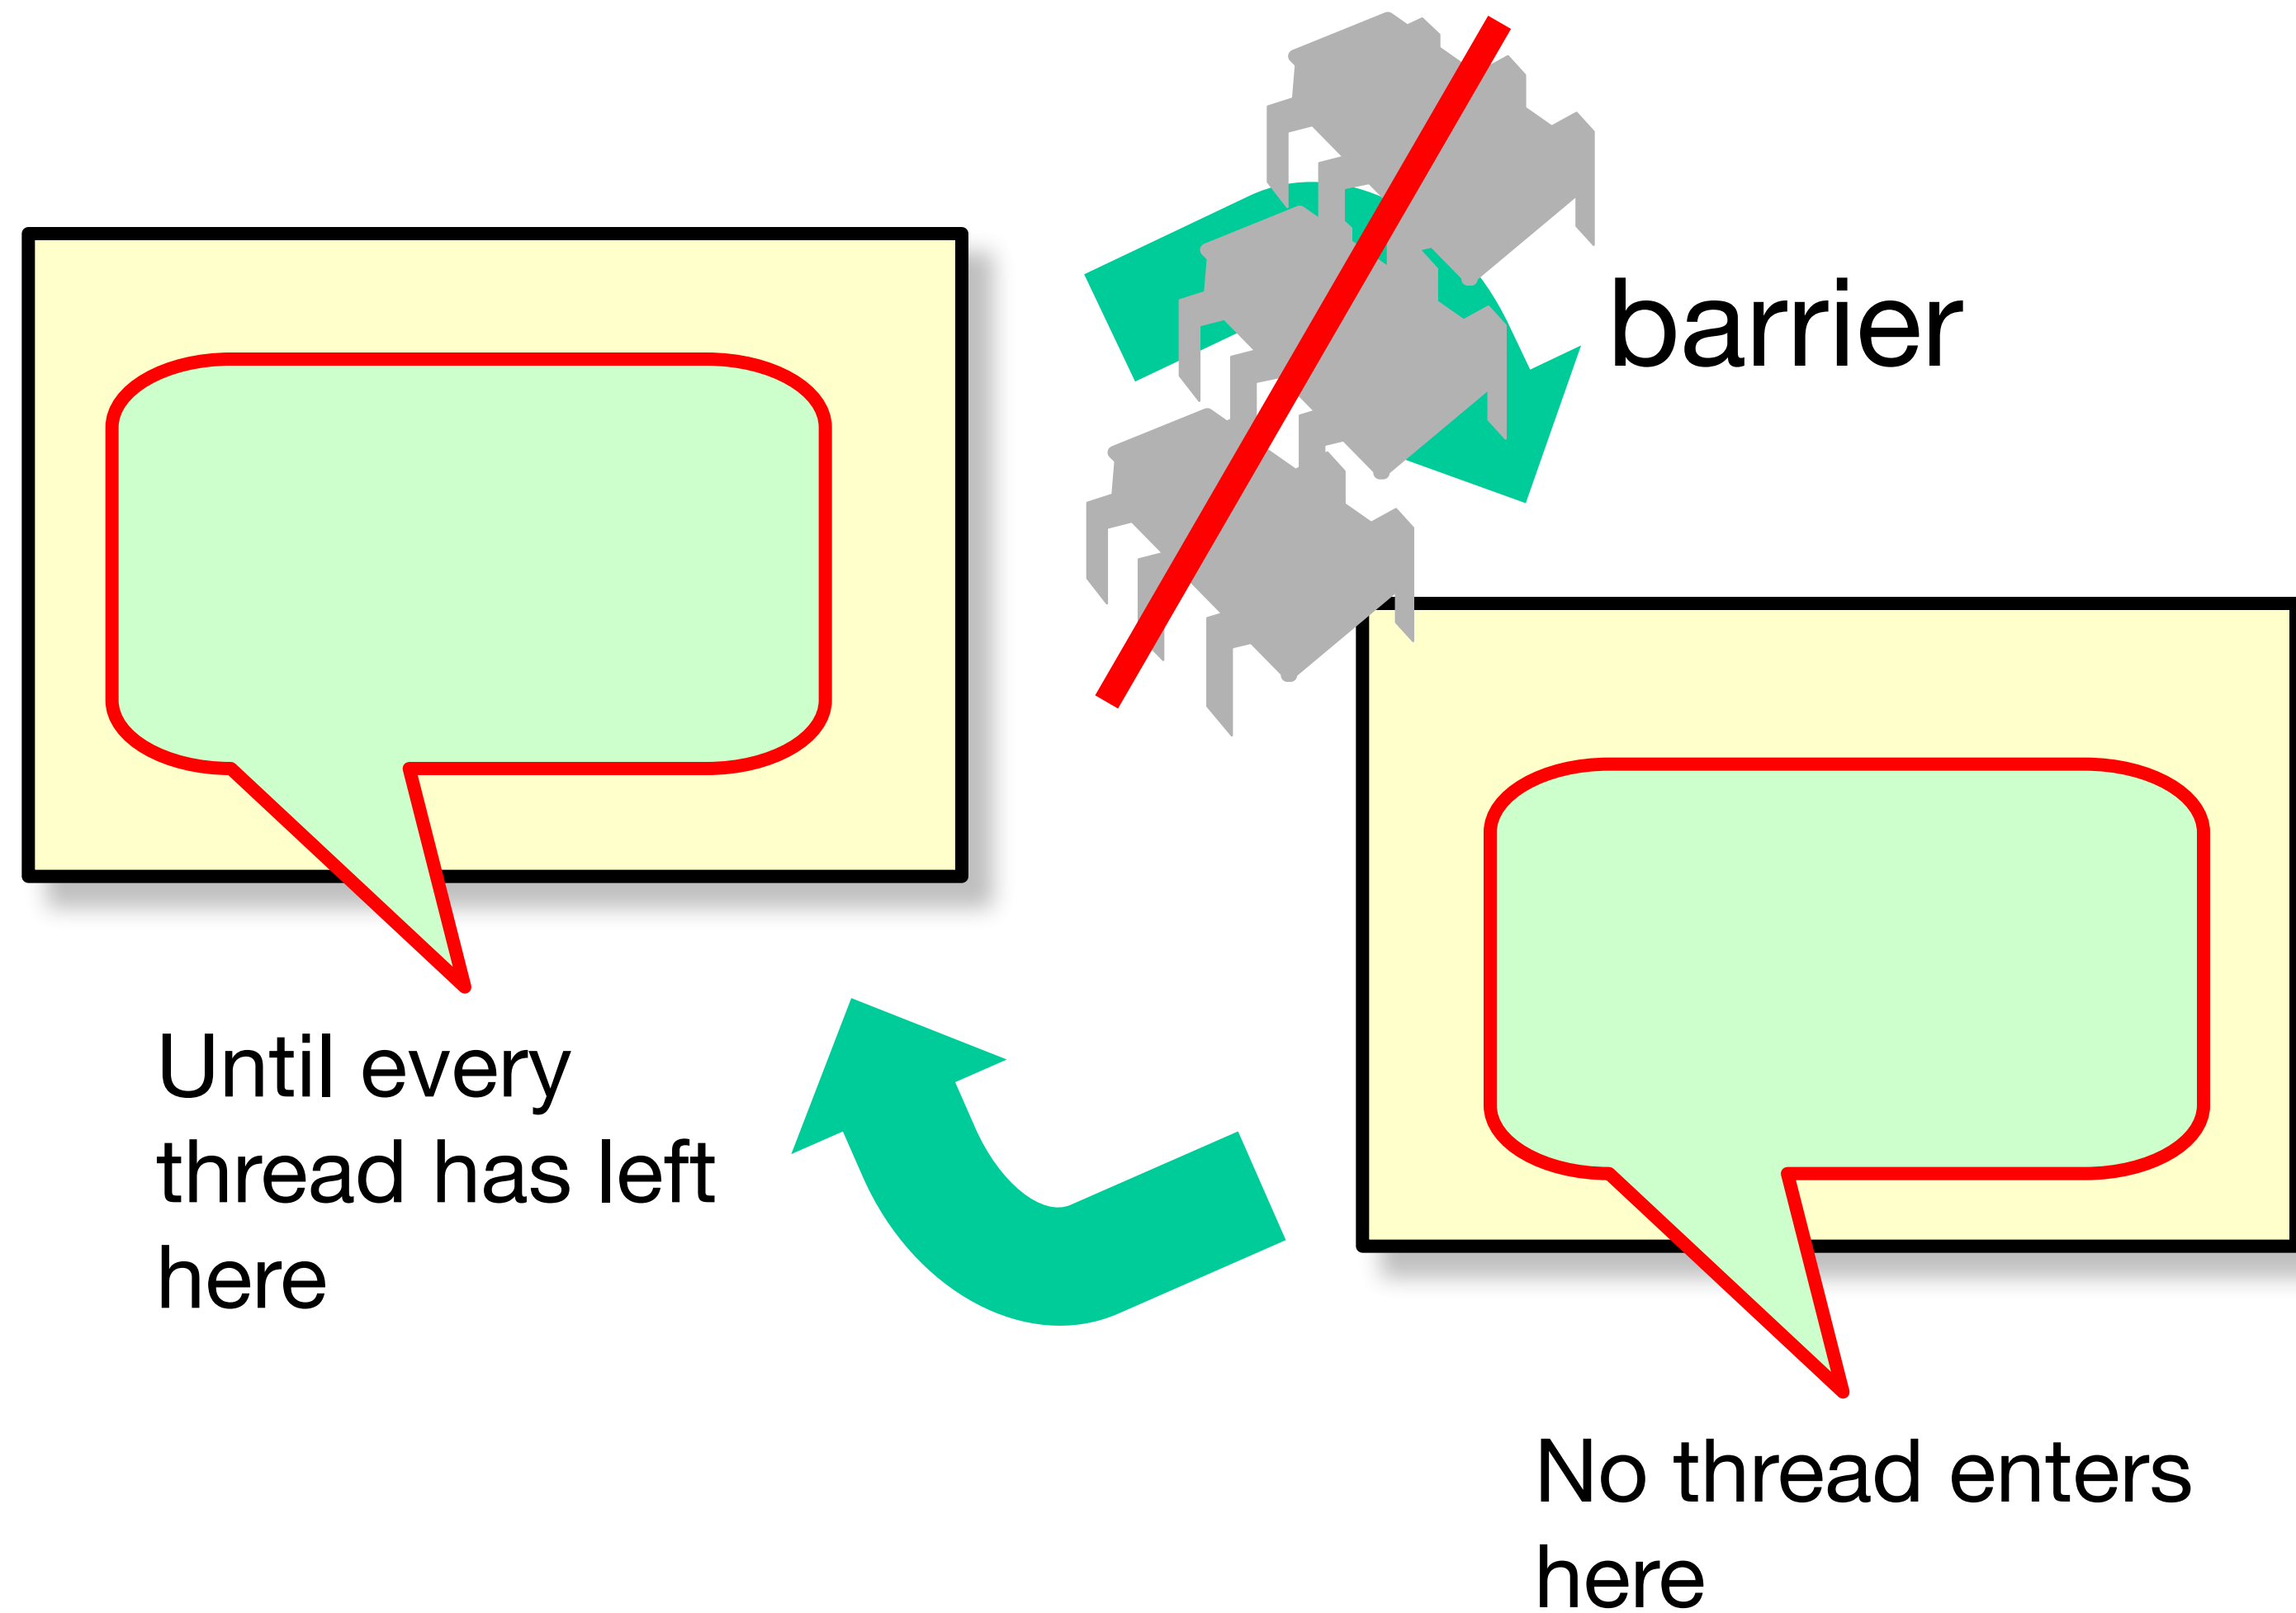 barrier
Until every
thread has left
here
No thread enters
here